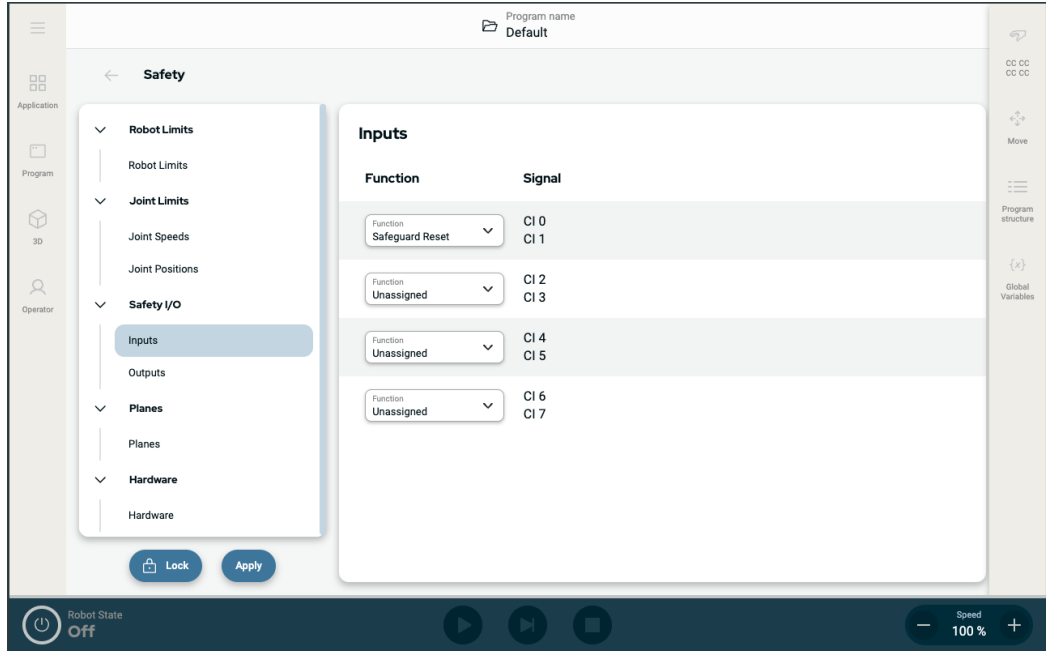 Program name
Default
Application
Program
3D
Operator
Safety
Robot Limits
Robot Limits
Joint Limits
Joint Speeds
Joint Positions
Safety I/O
Inputs
Outputs
Planes
Planes
Hardware
Hardware
Lock
Apply
Inputs
Function Signal
Function
Safeguard Reset
CI 0
CI 1
Function
Unassigned
CI 2
CI 3
Function
Unassigned
CI 4
CI 5
Function
Unassigned
CI 6
CI 7
CC CC
CC CC
Move
Program
structure
{x}
Global
Variables
Robot State
Off
Speed
100 %